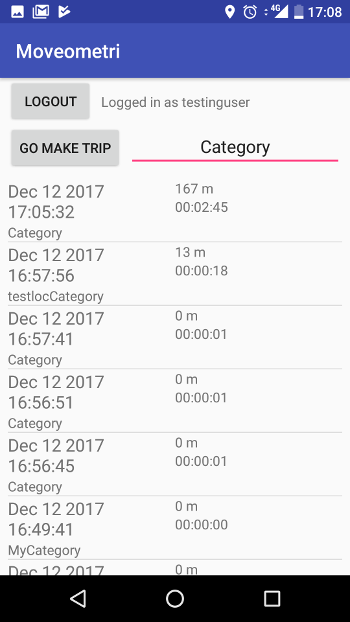 4G 17:08
Moveometri
LOGOUT Logged in as testinguser
GO MAKE TRIP Category
Dec 12 2017 167 m
17:05:32 00:02:45
Category
Dec 12 2017 13 m
16:57:56 00:00:18
testlocCategory
Dec 12 2017 0 m
16:57:41 00:00:01
Category
Dec 12 2017 0 m
16:56:51 00:00:01
Category
Dec 12 2017 0 m
16:56:45 00:00:01
Category
Dec 12 2017 0 m
16:49:41 00:00:00
MyCategory
Dec 12 2017 0 m